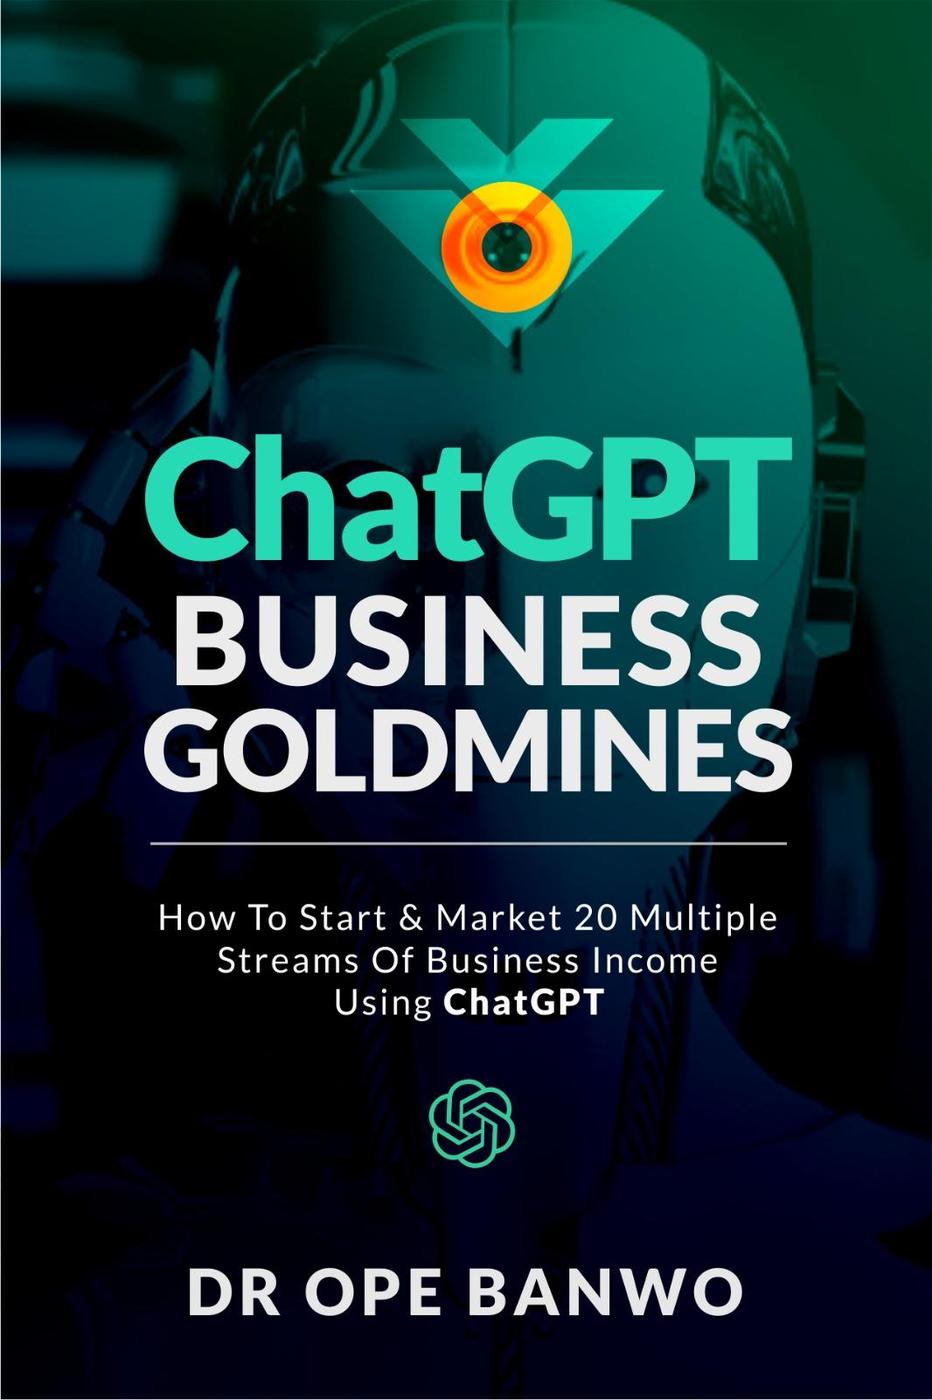 ChatGPT
BUSINESS
GOLDMINES
How To Start & Market 20 Multiple
Streams Of Business Income
Using ChatGPT
DR OPE BANWO